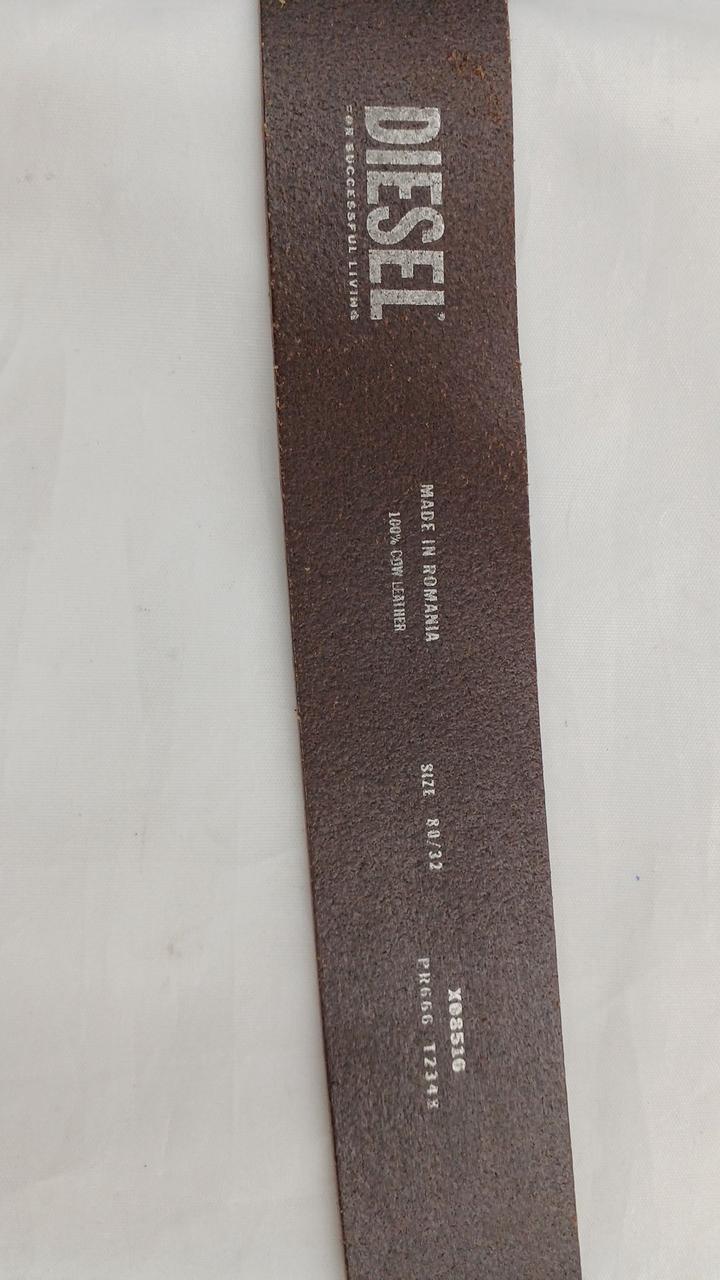 DIESEL
FOR SUCCESSFUL LIVING
MADE IN ROMANIA
100% COW LEATHER
SIZE 80/32
X08516
PR666 T2348